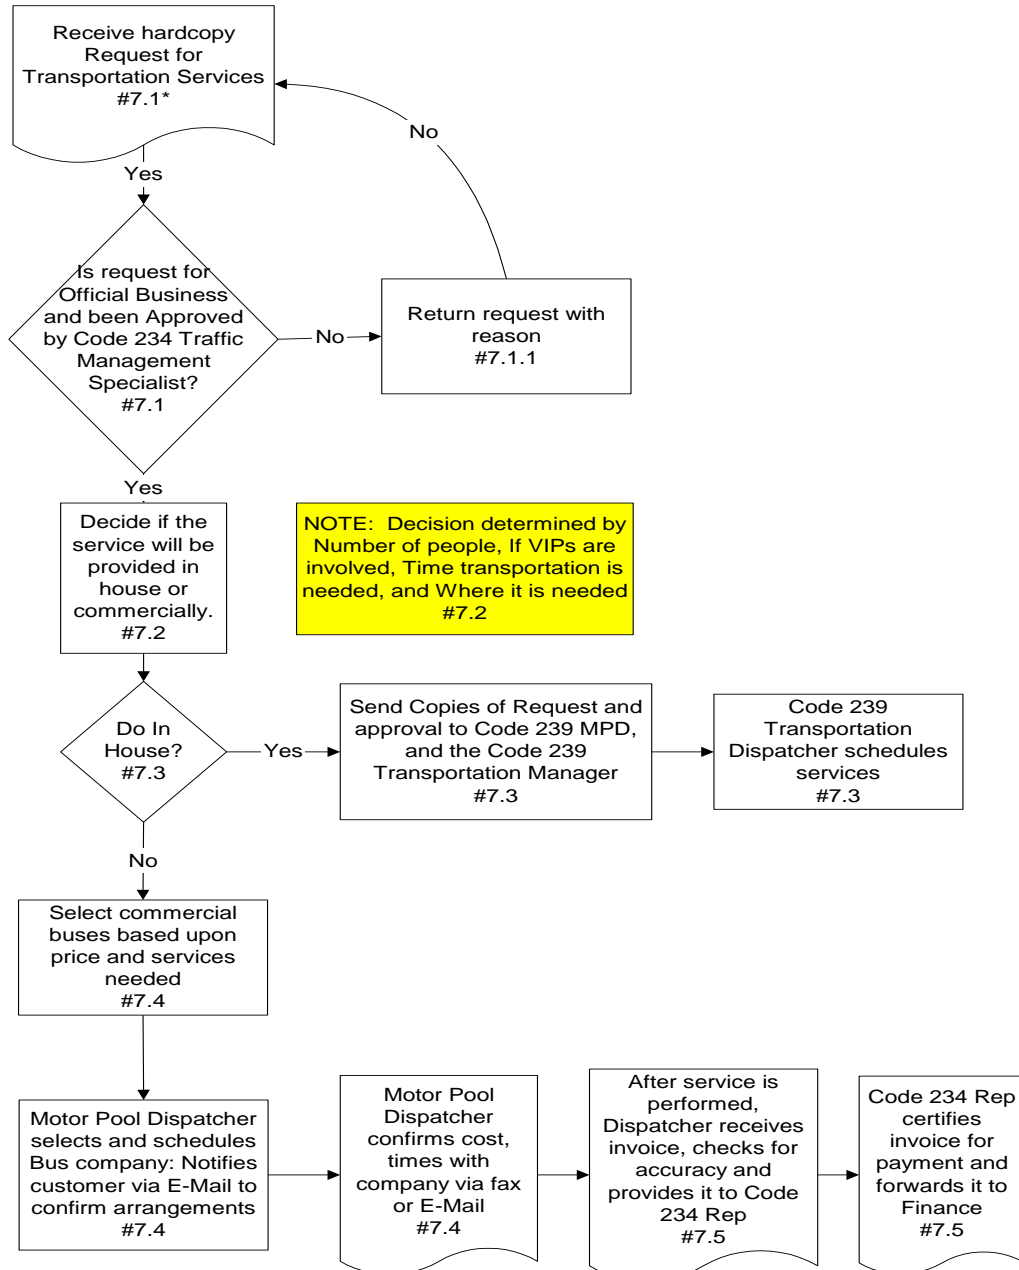 Receive hardcopy
Request for
Transportation Services
#7.1*
No
Yes
Is request for
Official Business
and been Approved
by Code 234 Traffic
Management
Specialist?
#7.1
No
Return request with
reason
#7.1.1
Yes
Decide if the
service will be
provided in
house or
commercially.
#7.2
NOTE:  Decision determined by
Number of people, If VIPs are
involved, Time transportation is
needed, and Where it is needed
#7.2
Do In
House?
#7.3
Yes
Send Copies of Request and
approval to Code 239 MPD,
and the Code 239
Transportation Manager
#7.3
Code 239
Transportation
Dispatcher schedules
services
#7.3
No
Select commercial
buses based upon
price and services
needed
#7.4
Motor Pool Dispatcher
selects and schedules
Bus company: Notifies
customer via E-Mail to
confirm arrangements
#7.4
Motor Pool
Dispatcher
confirms cost,
times with
company via fax
or E-Mail
#7.4
After service is
performed,
Dispatcher receives
invoice, checks for
accuracy and
provides it to Code
234 Rep
#7.5
Code 234 Rep
certifies
invoice for
payment and
forwards it to
Finance
#7.5